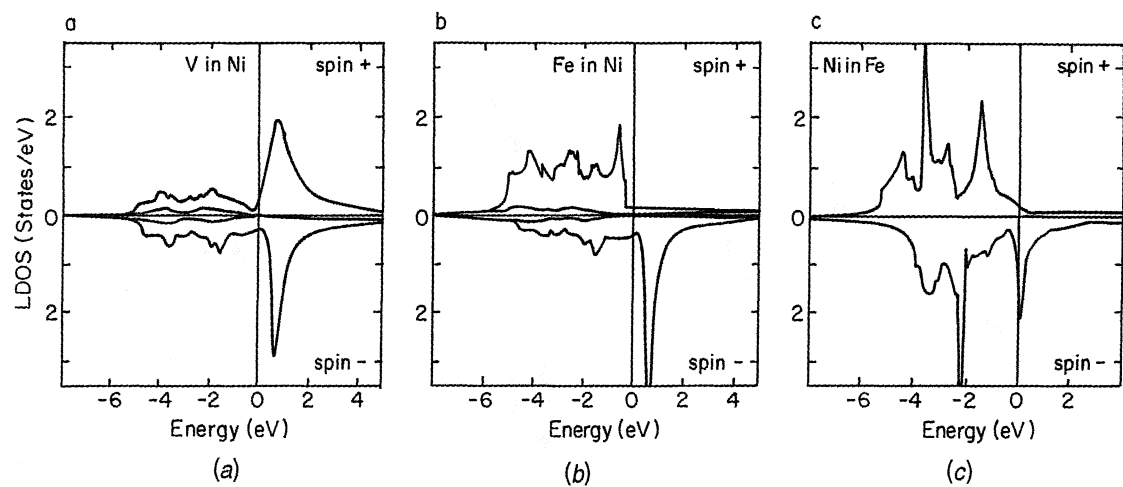 a
V in Ni
spin +
LDOS (States/eV)
2
0
2
spin −
-6 -4 -2 0 2 4
Energy (eV)
(a)
b
Fe in Ni
spin +
2
0
2
spin −
-6 -4 -2 0 2 4
Energy (eV)
(b)
c
Ni in Fe
spin +
2
0
2
spin −
-6 -4 -2 0 2
Energy (eV)
(c)